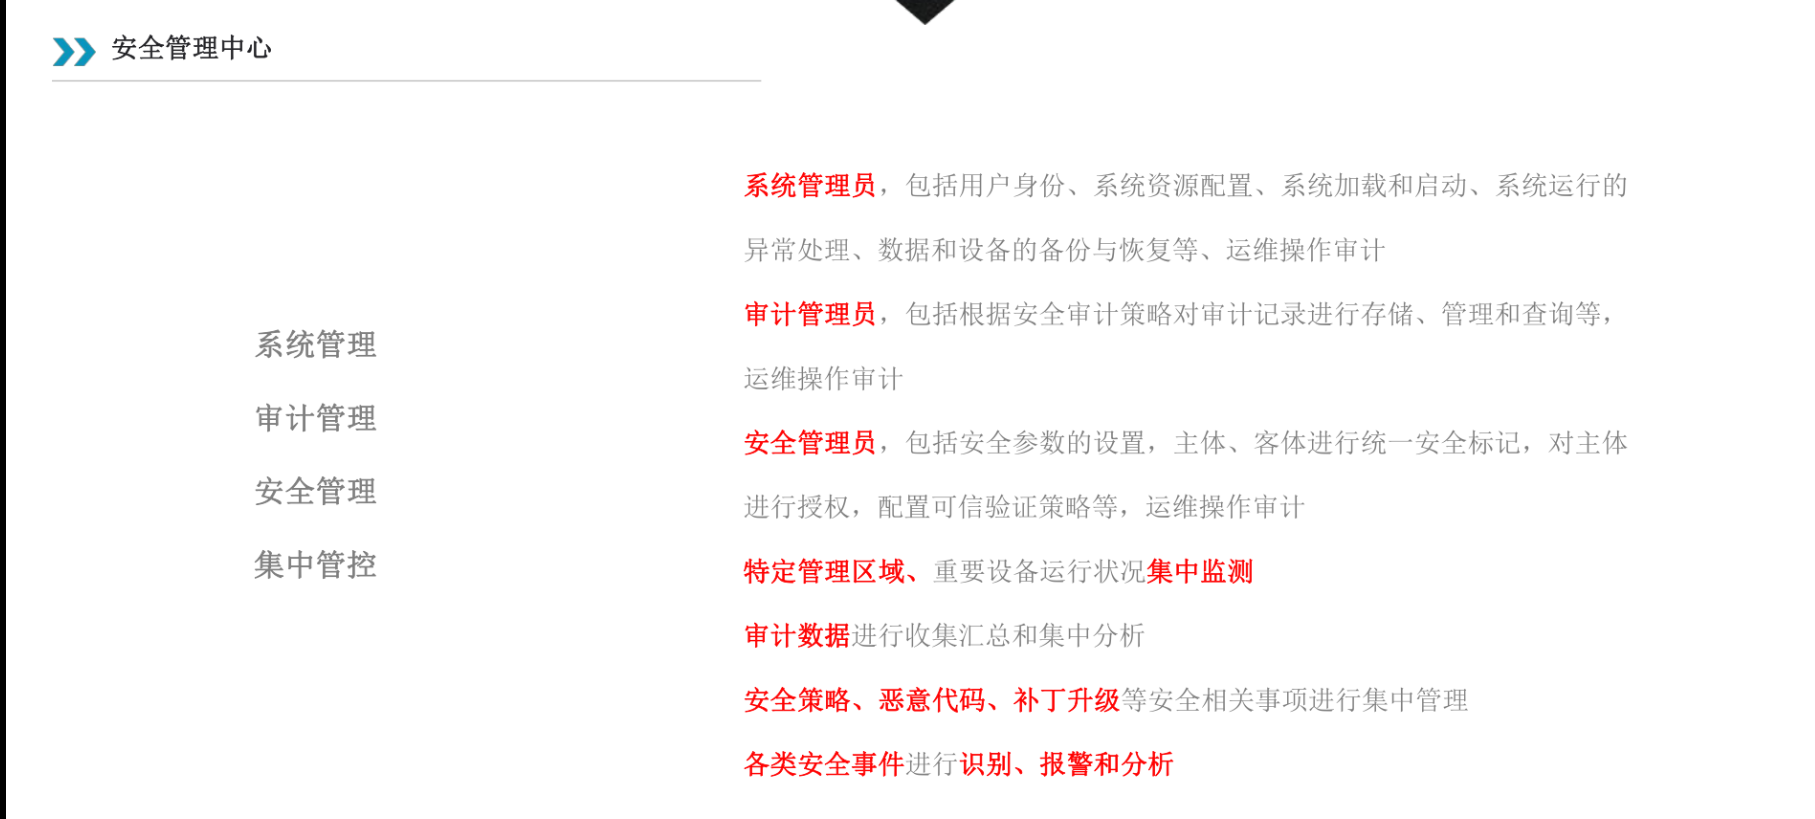 安全管理中心
系统管理
审计管理
安全管理
集中管控
系统管理员，包括用户身份、系统资源配置、系统加载和启动、系统运行的
异常处理、数据和设备的备份与恢复等、运维操作审计
审计管理员，包括根据安全审计策略对审计记录进行存储、管理和查询等，
运维操作审计
安全管理员，包括安全参数的设置，主体、客体进行统一安全标记，对主体
进行授权，配置可信验证策略等，运维操作审计
特定管理区域、重要设备运行状况集中监测
审计数据进行收集汇总和集中分析
安全策略、恶意代码、补丁升级等安全相关事项进行集中管理
各类安全事件进行识别、报警和分析